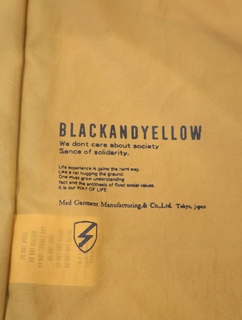 BLACKANDYELLOW
We dont care about society
Sence of solidarity.
Life experience is gains the hard way.
Like a rat hugging the ground.
One must grow understanding
fact and the antithesis of fixed social values.
It is our WAY OF LIFE
Mad Garment Manufacturing.& Co.,Ltd. Tokyo, japan